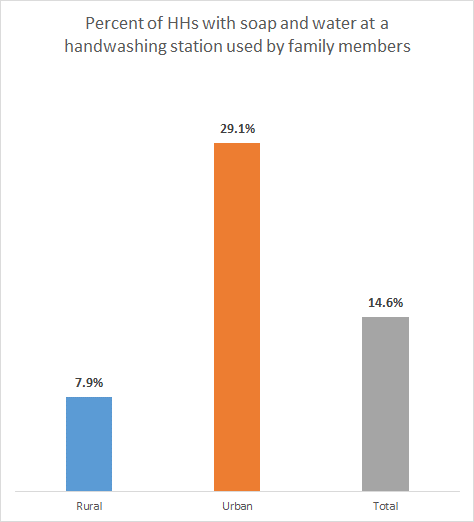 Percent of HHs with soap and water at a
handwashing station used by family members
29.1%
14.6%
7.9%
Rural
Urban
Total